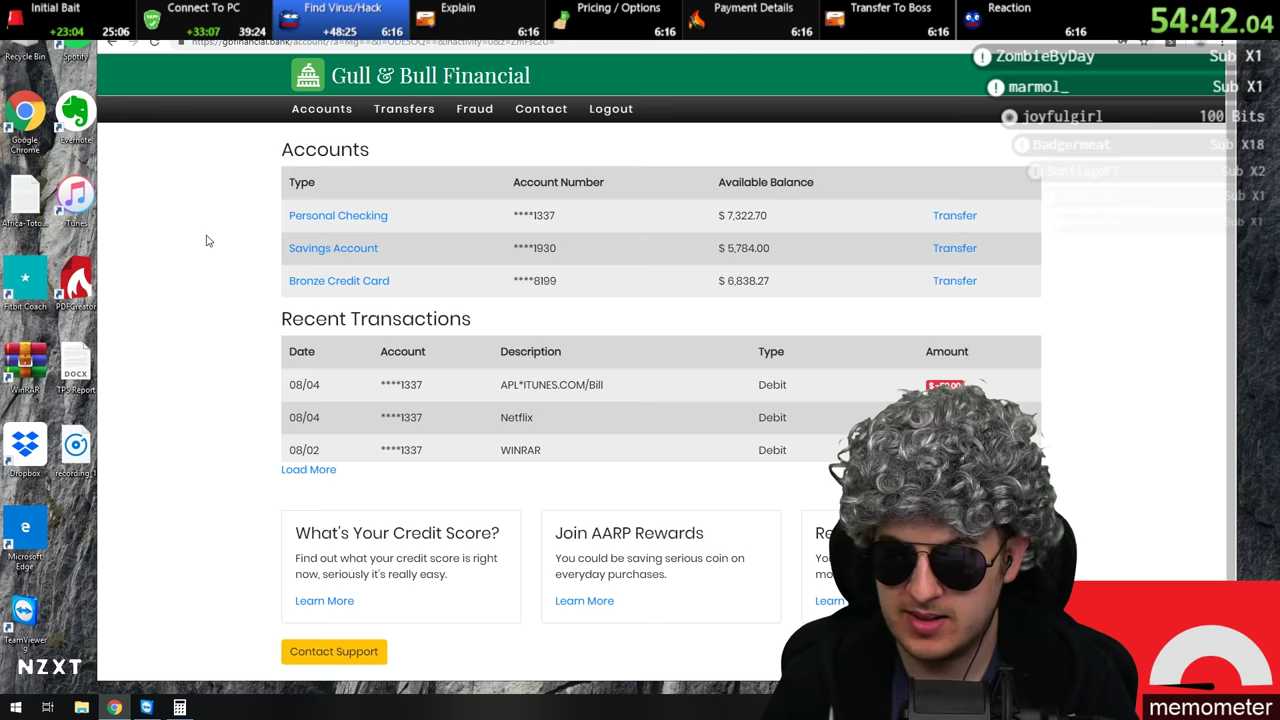 Initial Bait
+23:04 25:06
Connect To PC
+33:07 39:24
Find Virus/Hack
+48:25 6:16
Explain
6:16
Pricing / Options
6:16
Payment Details
6:16
Transfer To Boss
6:16
Reaction
6:16
54:42.04
ZombieByDay Sub X1
marmol_ Sub X1
joyfulgirl 100 Bits
Badgermeat Sub X18
Sub X2
Sub X1
Recycle Bin
Spotify
Google Chrome
Evernote
Africa-Toto...
iTunes
Fitbit Coach
PDFCreator
WinRAR
DOCX
TPS Report
Dropbox
recording_1
Microsoft Edge
TeamViewer 9
NZXT
Gull & Bull Financial
Accounts Transfers Fraud Contact Logout
Accounts
Type Account Number Available Balance
Personal Checking ****1337 $ 7,322.70 Transfer
Savings Account ****1930 $ 5,784.00 Transfer
Bronze Credit Card ****8199 $ 6,838.27 Transfer
Recent Transactions
Date Account Description Type Amount
08/04 ****1337 APL*ITUNES.COM/Bill Debit
08/04 ****1337 Netflix Debit
08/02 ****1337 WINRAR Debit
Load More
What's Your Credit Score?
Find out what your credit score is right
now, seriously it's really easy.
Learn More
Join AARP Rewards
You could be saving serious coin on
everyday purchases.
Learn More
Re
Learn
Contact Support
memometer